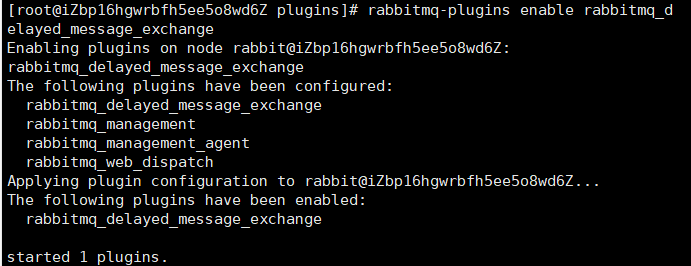 [root@iZbp16hgwrbfh5ee5o8wd6Z plugins]# rabbitmq-plugins enable rabbitmq_d
elayed_message_exchange
Enabling plugins on node rabbit@iZbp16hgwrbfh5ee5o8wd6Z:
rabbitmq_delayed_message_exchange
The following plugins have been configured:
  rabbitmq_delayed_message_exchange
  rabbitmq_management
  rabbitmq_management_agent
  rabbitmq_web_dispatch
Applying plugin configuration to rabbit@iZbp16hgwrbfh5ee5o8wd6Z...
The following plugins have been enabled:
  rabbitmq_delayed_message_exchange

started 1 plugins.